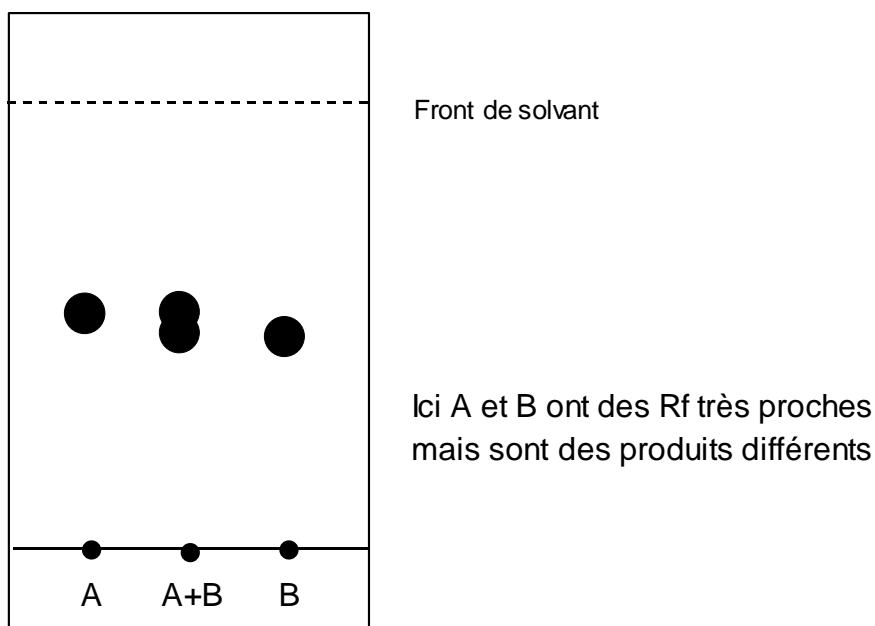 Front de solvant
Ici A et B ont des Rf très proches
mais sont des produits différents
A A+B B